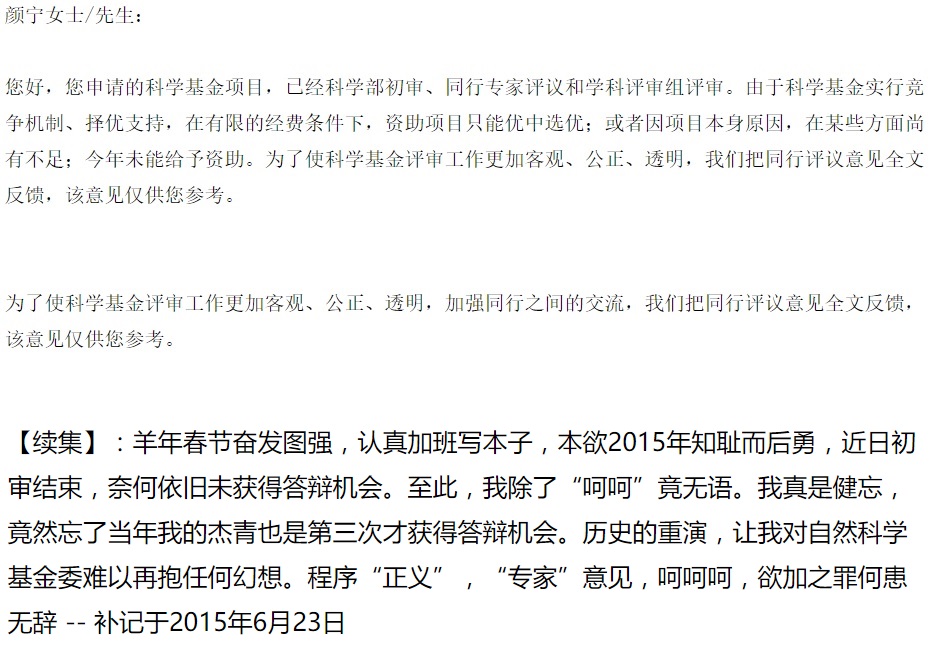 颜宁女士/先生:
您好，您申请的科学基金项目，已经科学部初审、同行专家评议和学科评审组评审。由于科学基金实行竞
争机制、择优支持，在有限的经费条件下，资助项目只能优中选优；或者因项目本身原因，在某些方面尚
有不足；今年未能给予资助。为了使科学基金评审工作更加客观、公正、透明，我们把同行评议意见全文
反馈，该意见仅供您参考。
为了使科学基金评审工作更加客观、公正、透明，加强同行之间的交流，我们把同行评议意见全文反馈，
该意见仅供您参考。
【续集】：羊年春节奋发图强，认真加班写本子，本欲2015年知耻而后勇，近日初
审结束，奈何依旧未获得答辩机会。至此，我除了“呵呵”竟无语。我真是健忘，
竟然忘了当年我的杰青也是第三次才获得答辩机会。历史的重演，让我对自然科学
基金委难以再抱任何幻想。程序“正义”，“专家”意见，呵呵呵，欲加之罪何患
无辞 -- 补记于2015年6月23日